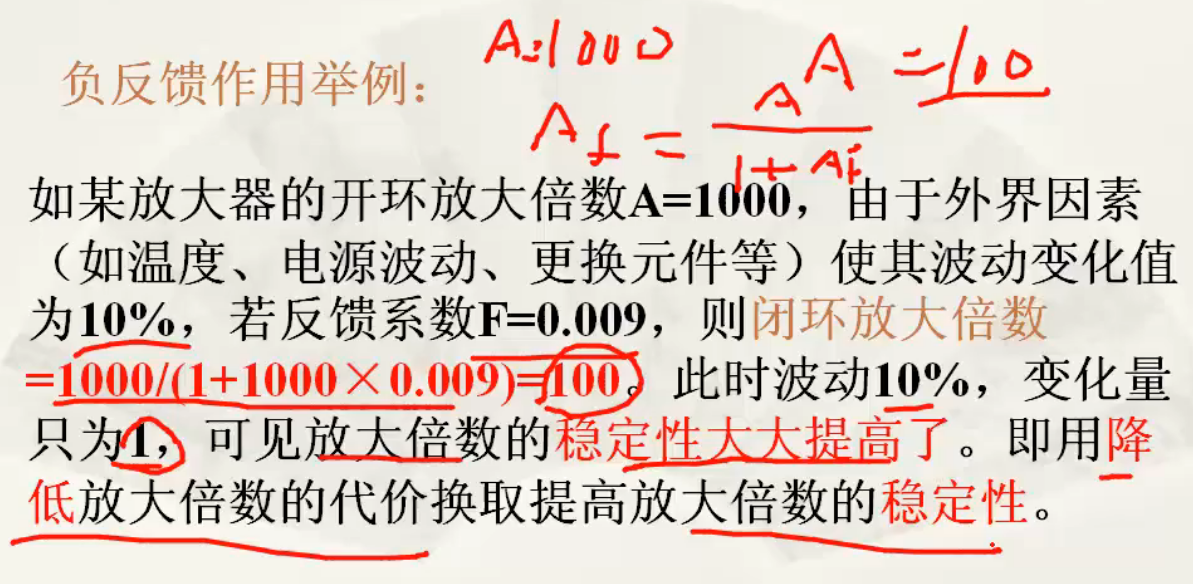 A=1000
A =100
负反馈作用举例：
Af = A/(1+AF)
如某放大器的开环放大倍数A=1000，由于外界因素
（如温度、电源波动、更换元件等）使其波动变化值
为10%，若反馈系数F=0.009，则闭环放大倍数
=1000/(1+1000×0.009)=100。此时波动10%，变化量
只为1，可见放大倍数的稳定性大大提高了。即用降
低放大倍数的代价换取提高放大倍数的稳定性。